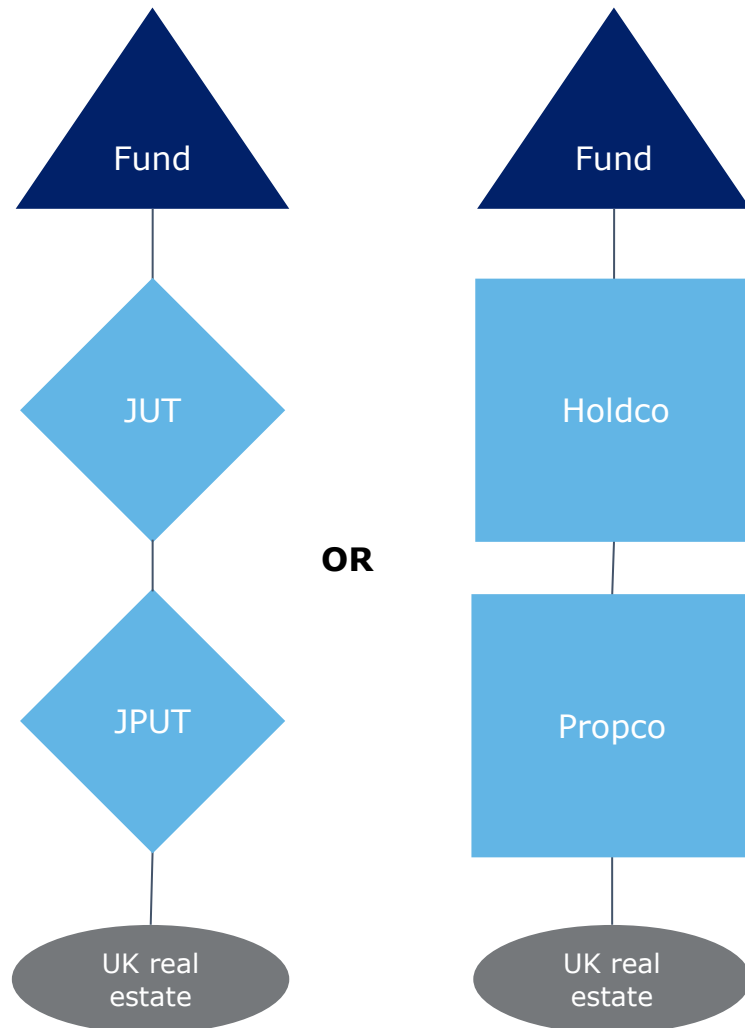 Fund
Fund
JUT
Holdco
OR
JPUT
Propco
UK real
estate
UK real
estate